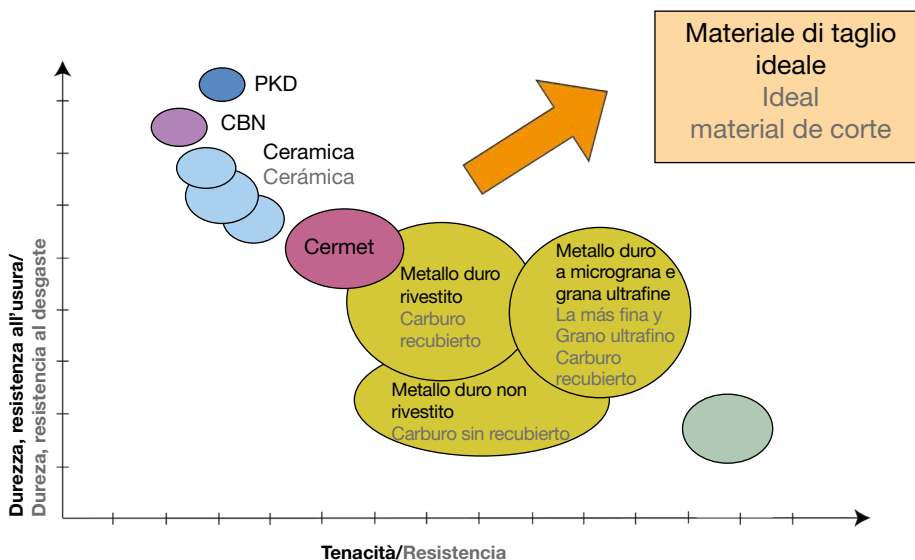 Materiale di taglio
ideale
Ideal
material de corte
PKD
CBN
Ceramica
Cerámica
Cermet
Metallo duro
rivestito
Carburo
recubierto
Metallo duro
a micrograna e
grana ultrafine
La más fina y
Grano ultrafino
Carburo
recubierto
Metallo duro non
rivestito
Carburo sin recubierto
Durezza, resistenza all'usura/
Dureza, resistencia al desgaste
Tenacità/Resistencia